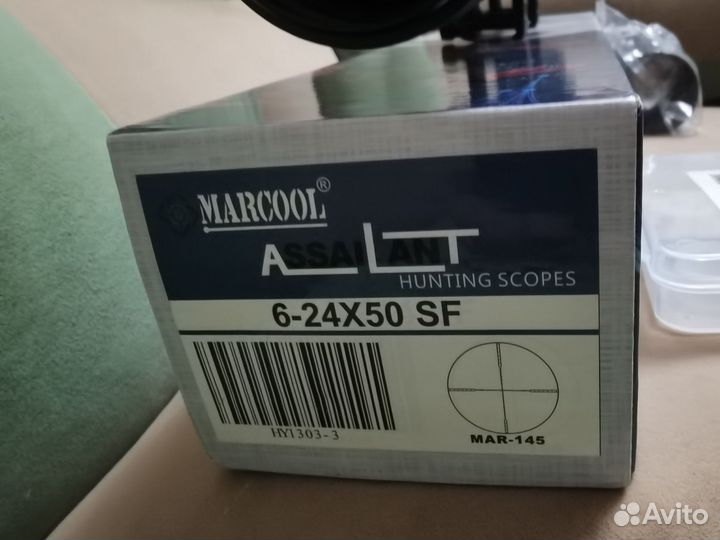 MARCOOL®
ASSAILANT
HUNTING SCOPES
6-24X50 SF
HY1303-3
MAR-145
Avito